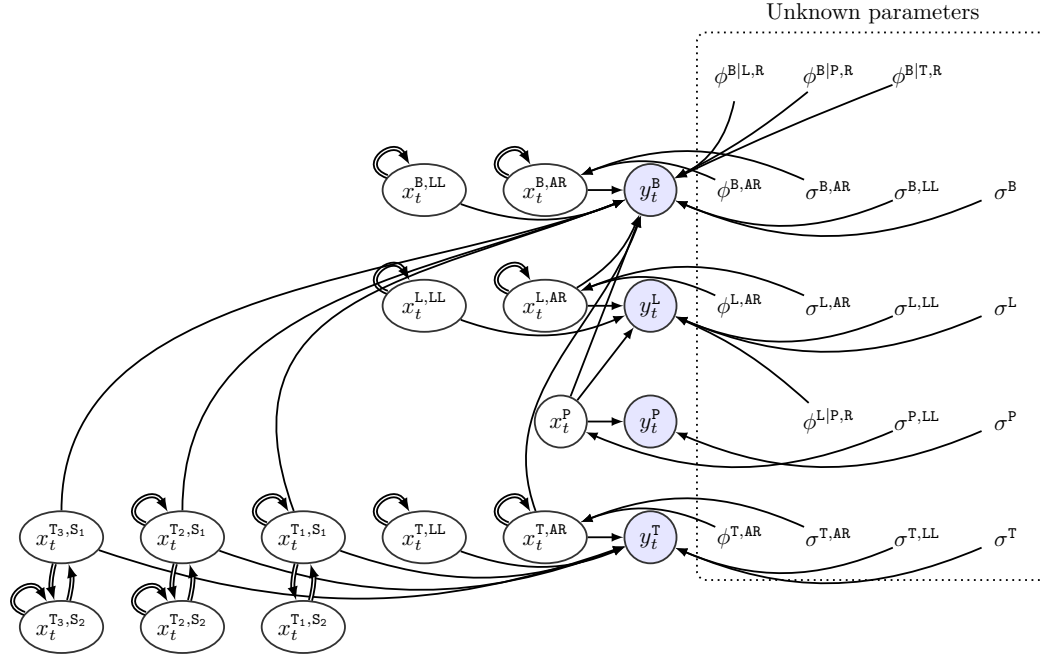 Unknown parameters
ϕ^{B|L,R} ϕ^{B|P,R} ϕ^{B|T,R}
x_t^{B,LL} x_t^{B,AR} y_t^{B} ϕ^{B,AR} σ^{B,AR} σ^{B,LL} σ^{B}
x_t^{L,LL} x_t^{L,AR} y_t^{L} ϕ^{L,AR} σ^{L,AR} σ^{L,LL} σ^{L}
x_t^{P} y_t^{P} ϕ^{L|P,R} σ^{P,LL} σ^{P}
x_t^{T_3,S_1} x_t^{T_2,S_1} x_t^{T_1,S_1} x_t^{T,LL} x_t^{T,AR} y_t^{T} ϕ^{T,AR} σ^{T,AR} σ^{T,LL} σ^{T}
x_t^{T_3,S_2} x_t^{T_2,S_2} x_t^{T_1,S_2}